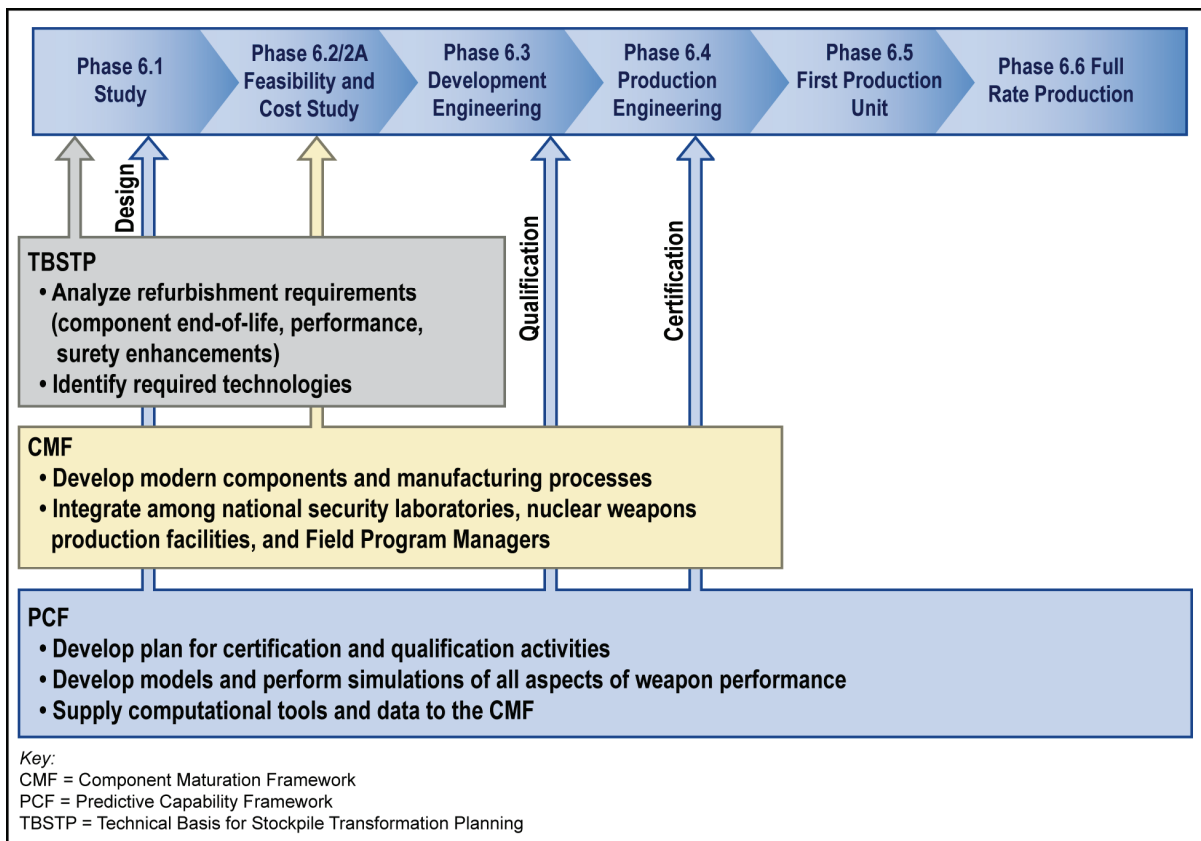 Phase 6.1
Study
Phase 6.2/2A
Feasibility and
Cost Study
Phase 6.3
Development
Engineering
Phase 6.4
Production
Engineering
Phase 6.5
First Production
Unit
Phase 6.6 Full
Rate Production
Design
Qualification
Certification
TBSTP
• Analyze refurbishment requirements
(component end-of-life, performance,
surety enhancements)
• Identify required technologies
CMF
• Develop modern components and manufacturing processes
• Integrate among national security laboratories, nuclear weapons
production facilities, and Field Program Managers
PCF
• Develop plan for certification and qualification activities
• Develop models and perform simulations of all aspects of weapon performance
• Supply computational tools and data to the CMF
Key:
CMF = Component Maturation Framework
PCF = Predictive Capability Framework
TBSTP = Technical Basis for Stockpile Transformation Planning